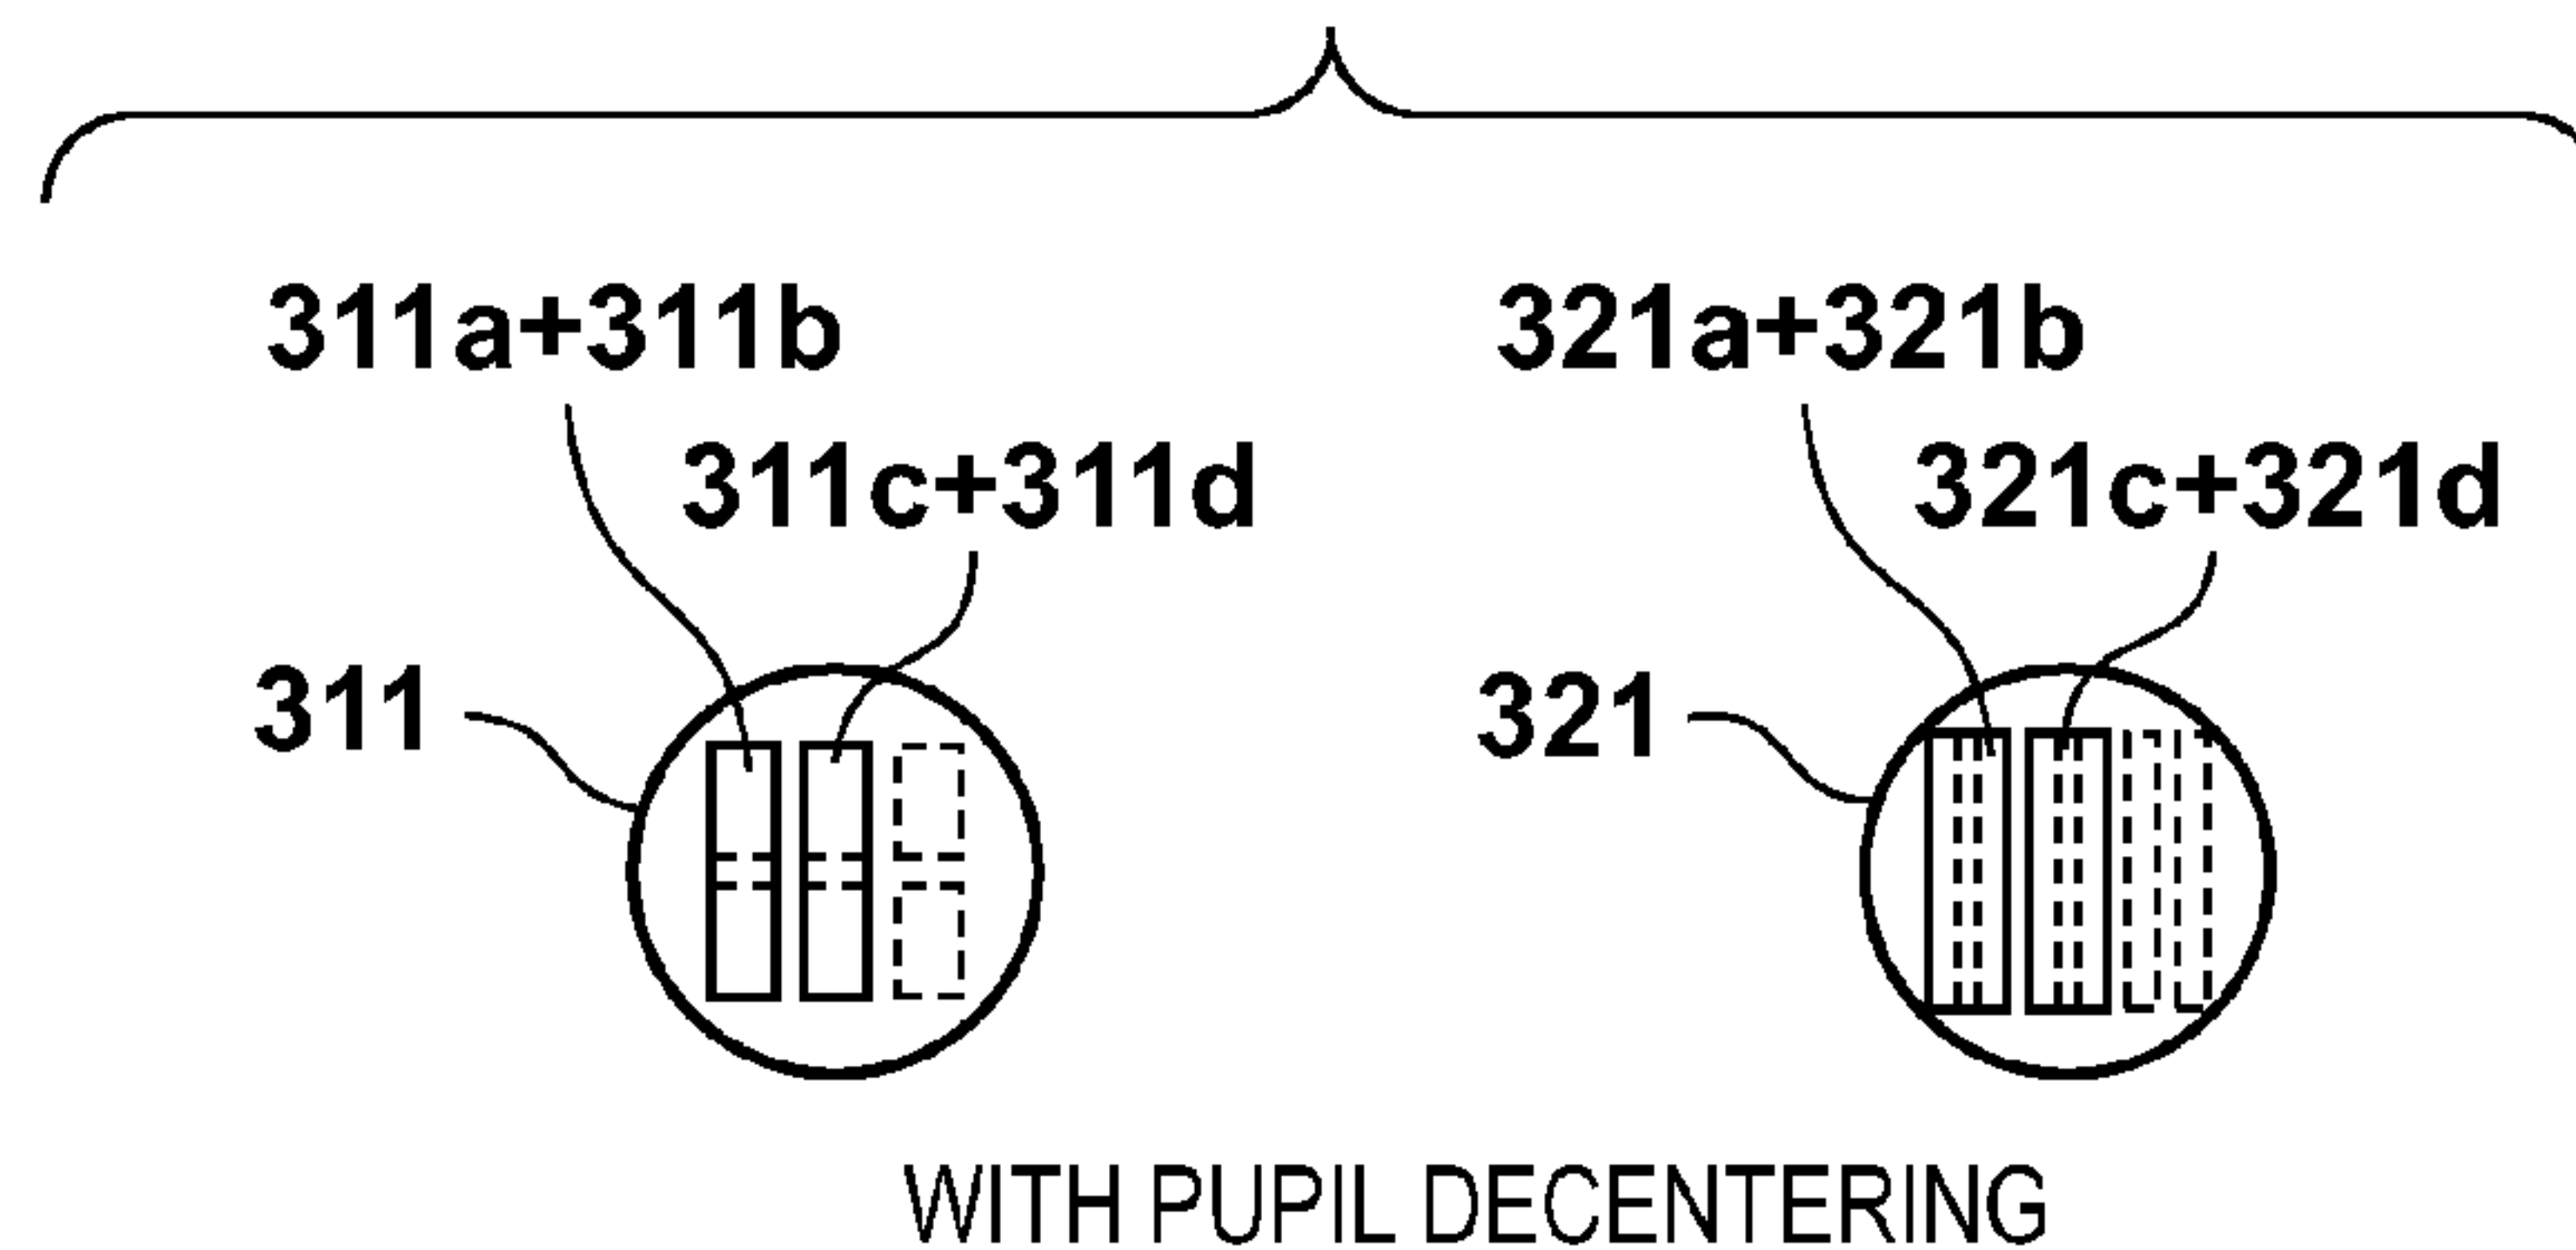 311a+311b
311c+311d
311
321a+321b
321c+321d
321
WITH PUPIL DECENTERING